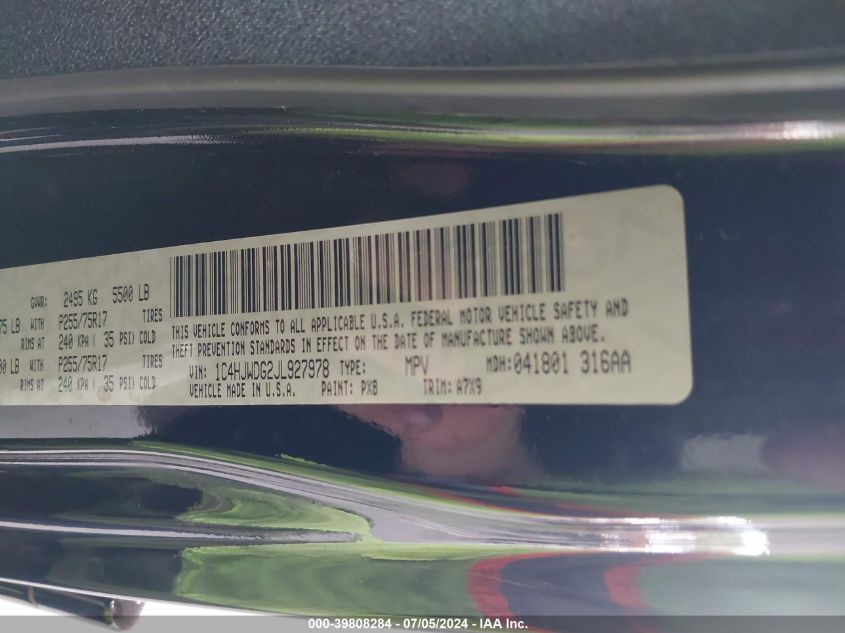 GVWR: 2495 KG 5500 LB
75 LB WITH P255/75R17 TIRES
RIMS AT 240 KPA ( 35 PSI) COLD
LB WITH P255/75R17 TIRES
RIMS AT 240 KPA ( 35 PSI) COLD
THIS VEHICLE CONFORMS TO ALL APPLICABLE U.S.A. FEDERAL MOTOR VEHICLE SAFETY AND
THEFT PREVENTION STANDARDS IN EFFECT ON THE DATE OF MANUFACTURE SHOWN ABOVE.
VIN: 1C4HJWDG2JL927978 TYPE: MPV MDH:041801 316AA
VEHICLE MADE IN U.S.A. PAINT: PX8 TRIM: A7X9
000-39808284 - 07/05/2024 - IAA Inc.